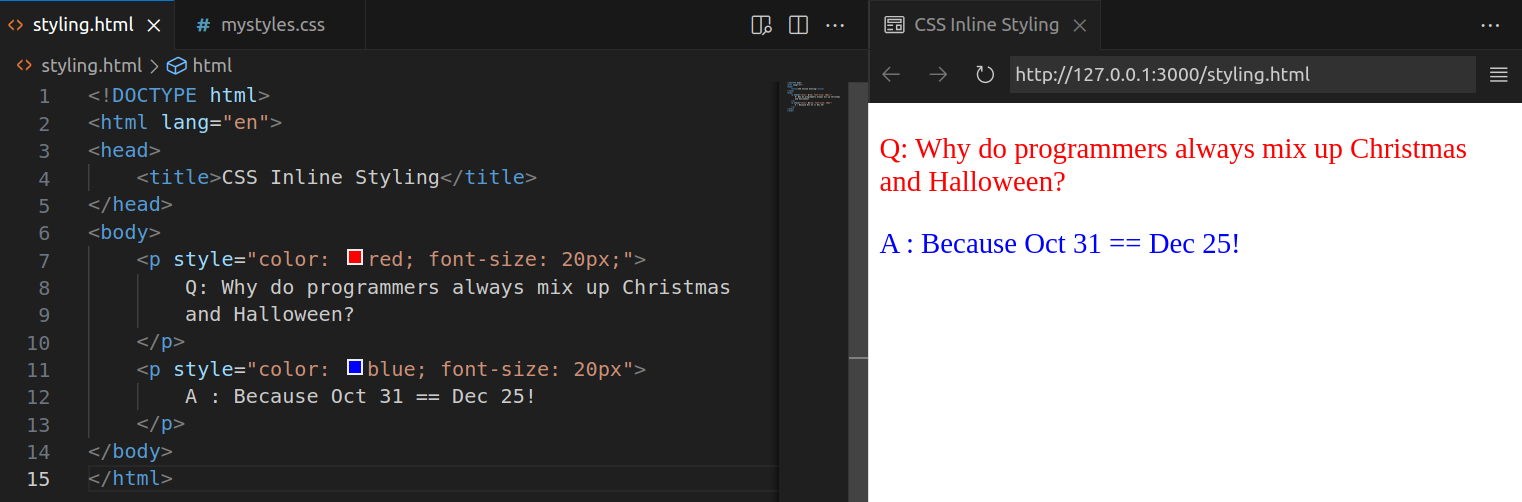 styling.html
# mystyles.css
styling.html > html
1 <!DOCTYPE html>
2 <html lang="en">
3 <head>
4 <title>CSS Inline Styling</title>
5 </head>
6 <body>
7 <p style="color: red; font-size: 20px;">
8 Q: Why do programmers always mix up Christmas
9 and Halloween?
10 </p>
11 <p style="color: blue; font-size: 20px">
12 A : Because Oct 31 == Dec 25!
13 </p>
14 </body>
15 </html>
CSS Inline Styling
http://127.0.0.1:3000/styling.html
Q: Why do programmers always mix up Christmas
and Halloween?
A : Because Oct 31 == Dec 25!